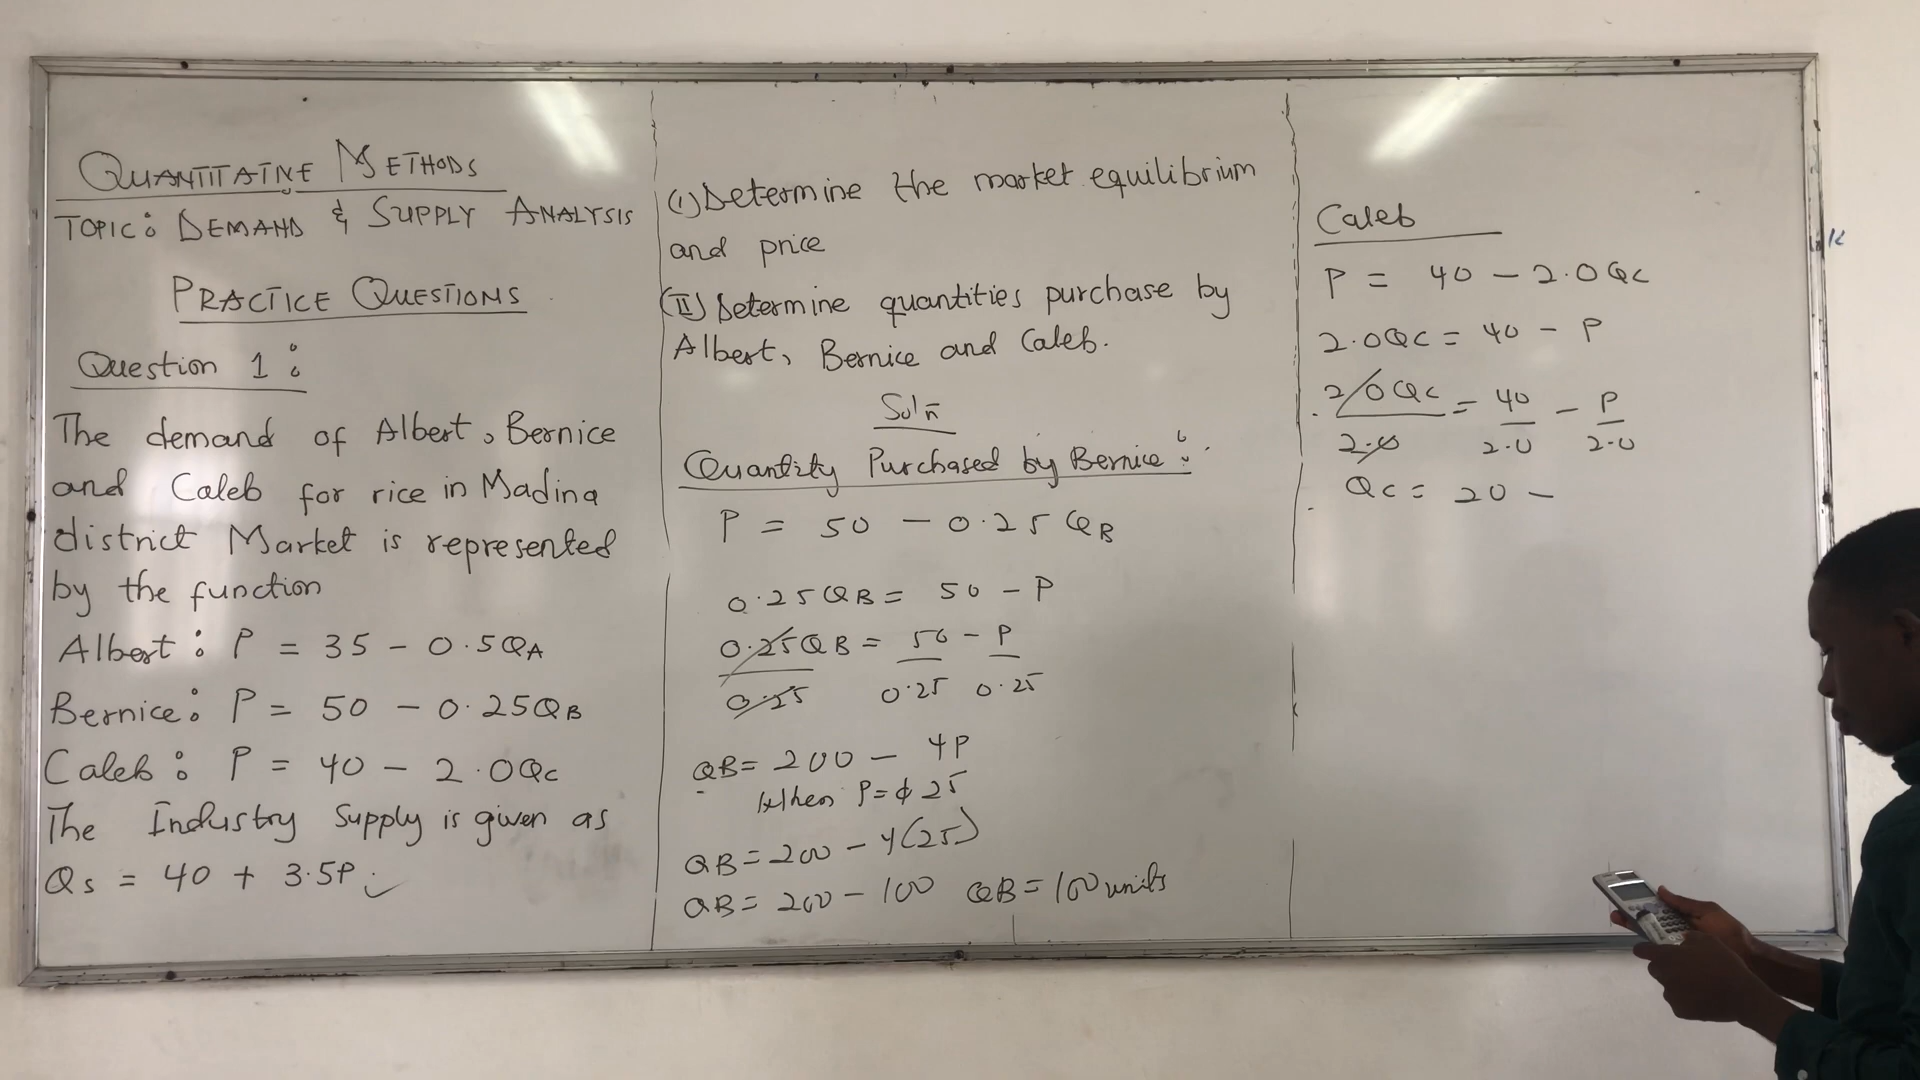 QUANTITATIVE METHODS
TOPIC: DEMAND & SUPPLY ANALYSIS
PRACTICE QUESTIONS
Question 1:
The demand of Albert, Bernice
and Caleb for rice in Madina
district Market is represented
by the function
Albert: P = 35 - 0.5QA
Bernice: P = 50 - 0.25QB
Caleb: P = 40 - 2.0QC
The Industry Supply is given as
Qs = 40 + 3.5P.
(I) Determine the market equilibrium
and price
(II) Determine quantities purchase by
Albert, Bernice and Caleb.
Soln
Quantity Purchased by Bernice:
P = 50 - 0.25QB
0.25QB = 50 - P
0.25QB = 50 - P
0.25 0.25 0.25
QB = 200 - 4P
When P = ¢25
QB = 200 - 4(25)
QB = 200 - 100 QB = 100 units
Caleb
P = 40 - 2.0QC
2.0QC = 40 - P
2.0QC = 40 - P
2.0 2.0 2.0
QC = 20 -